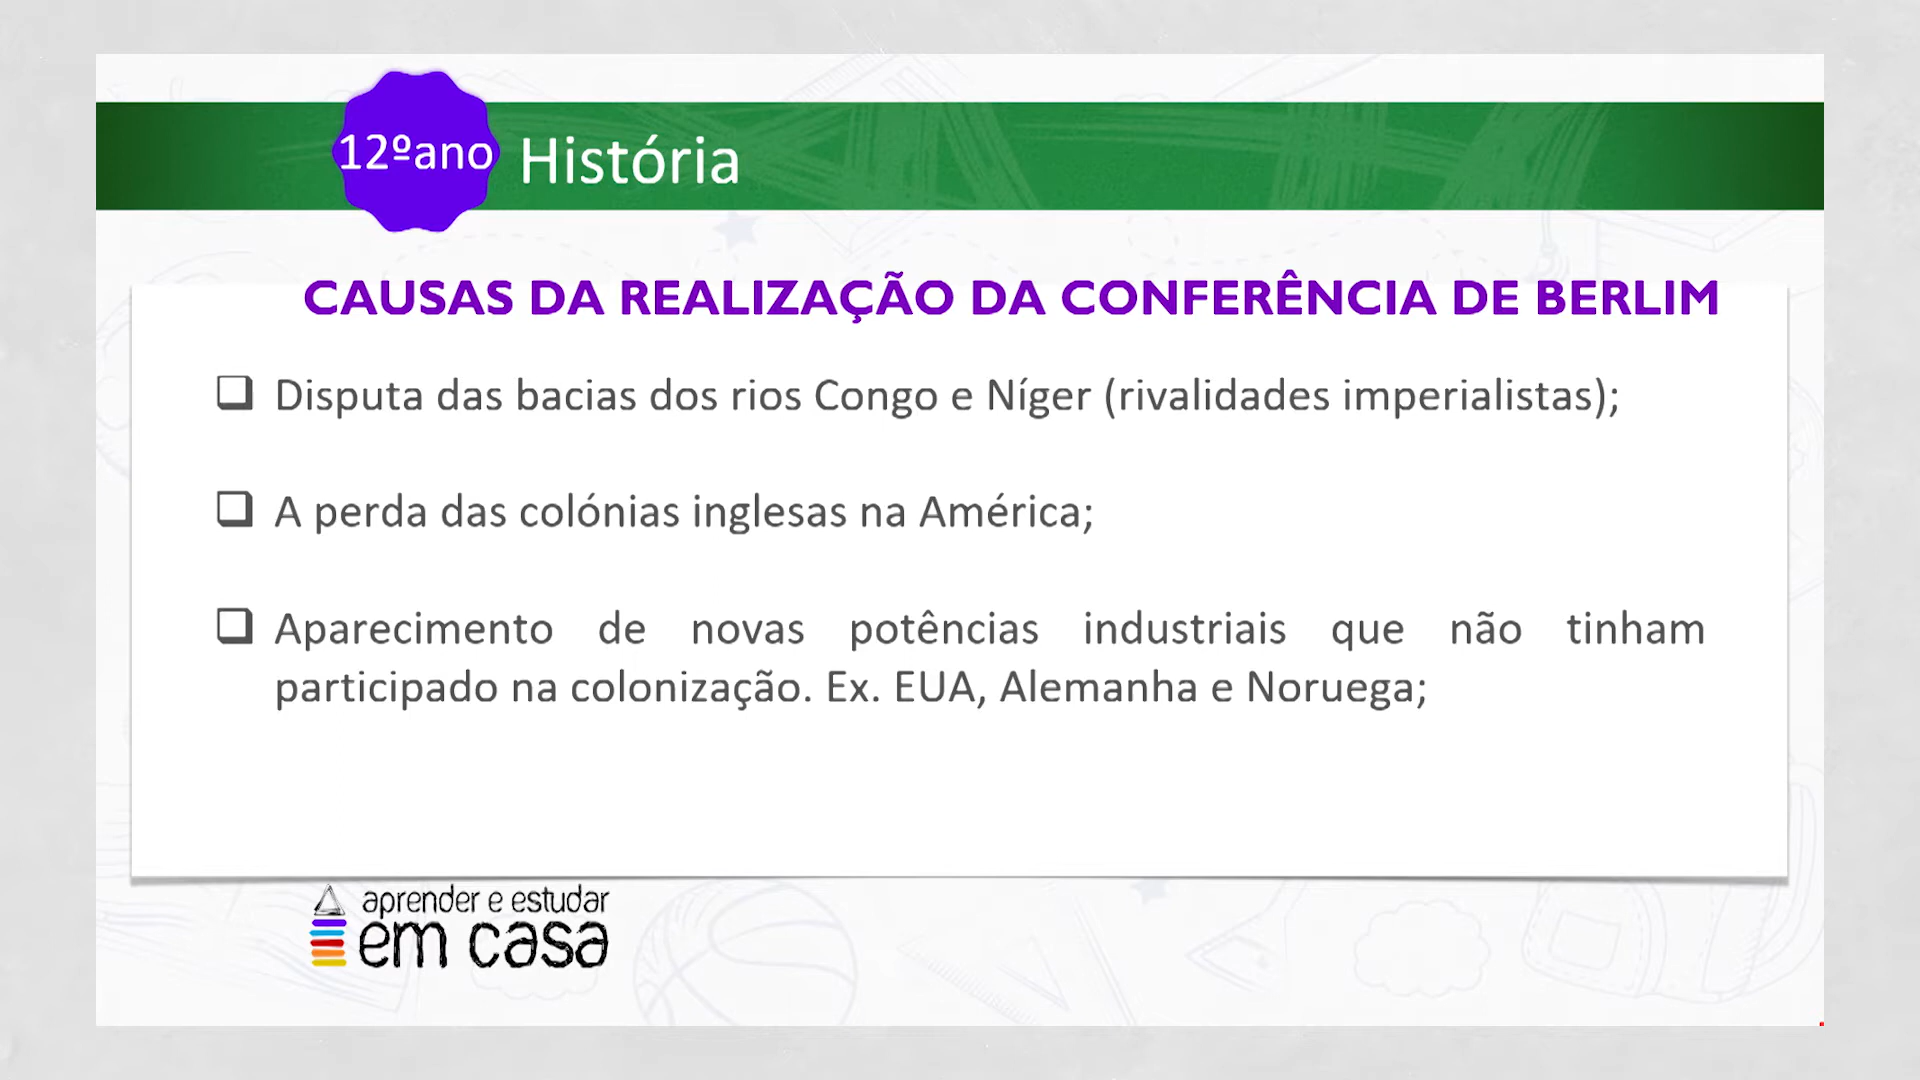 12ºano História
CAUSAS DA REALIZAÇÃO DA CONFERÊNCIA DE BERLIM
Disputa das bacias dos rios Congo e Níger (rivalidades imperialistas);
A perda das colónias inglesas na América;
Aparecimento de novas potências industriais que não tinham
participado na colonização. Ex. EUA, Alemanha e Noruega;
aprender e estudar
em casa